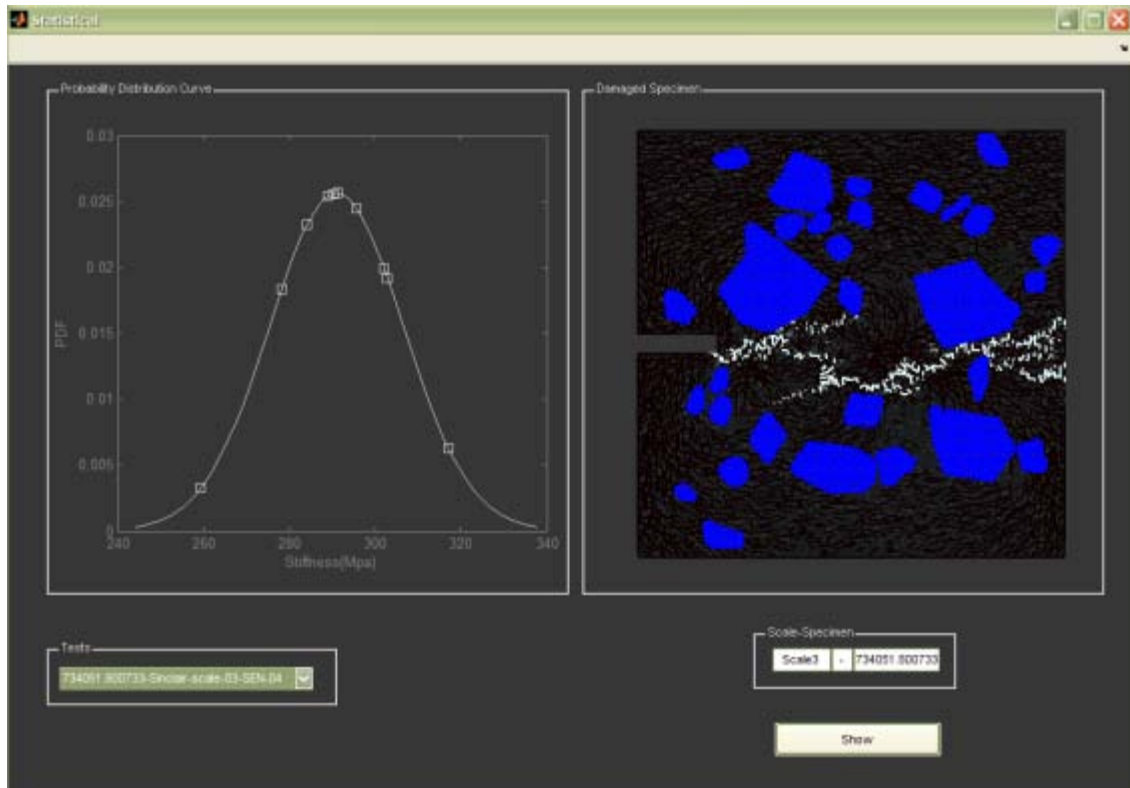 Statistical
Probability Distribution Curve
0.03
0.025
0.02
0.015
0.01
0.005
0
PDF
240 260 280 300 320 340
Stiffness(Mpa)
Damaged Specimen
Tests
734051.800733-Sinclair-scale-03-SEN-04
Scale-Specimen
Scale3 - 734051.800733
Show